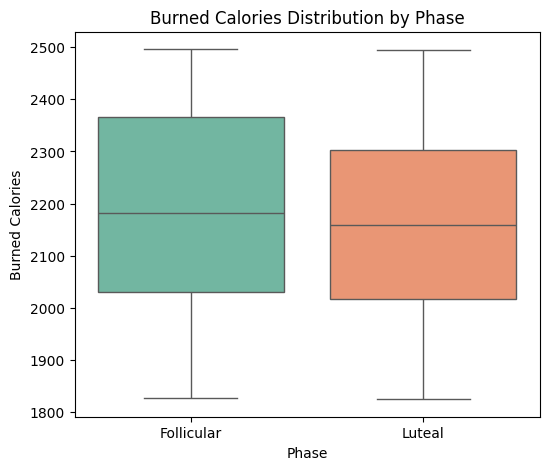 Burned Calories Distribution by Phase
Burned Calories
2500
2400
2300
2200
2100
2000
1900
1800
Follicular
Luteal
Phase